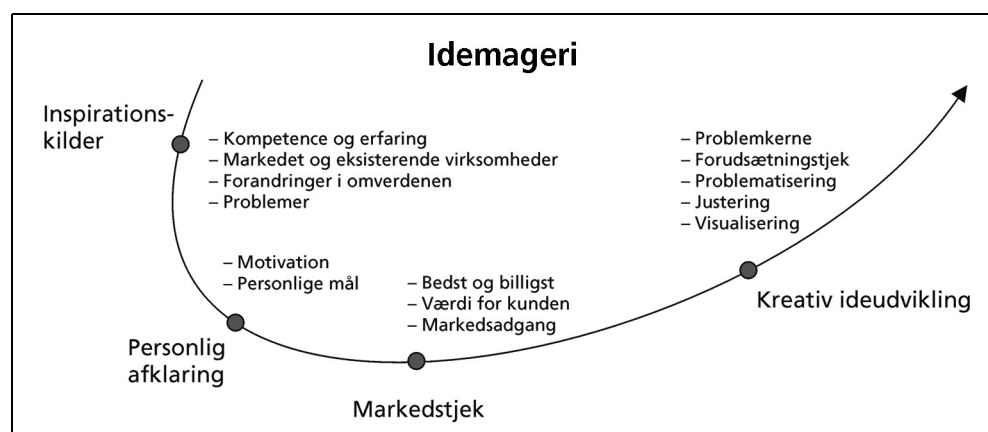 Idemageri
Inspirations-
kilder
– Kompetence og erfaring
– Markedet og eksisterende virksomheder
– Forandringer i omverdenen
– Problemer
– Motivation
– Personlige mål
Personlig
afklaring
– Bedst og billigst
– Værdi for kunden
– Markedsadgang
Markedstjek
– Problemkerne
– Forudsætningstjek
– Problematisering
– Justering
– Visualisering
Kreativ ideudvikling